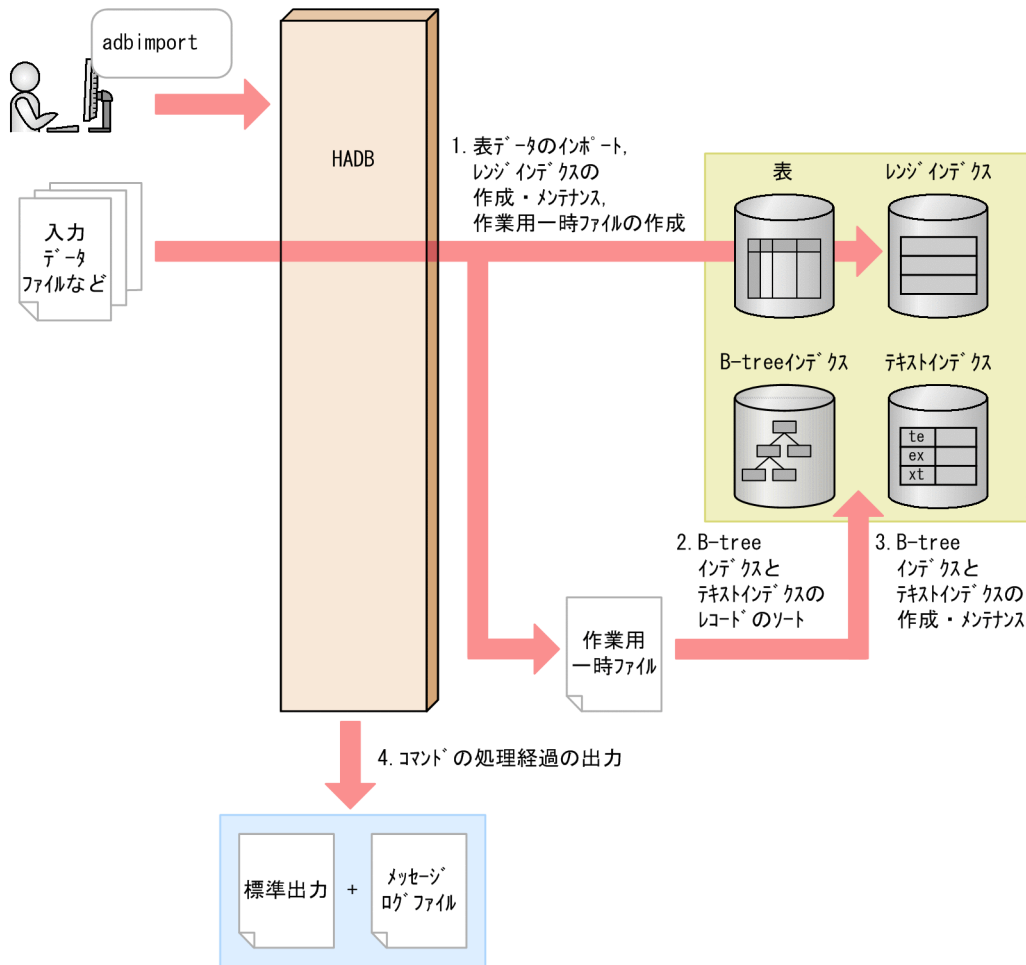 adbimport
HADB
1. 表データのインポート,
レンジインデクスの
作成・メンテナンス,
作業用一時ファイルの作成
入力
データ
ファイルなど
表
レンジインデクス
B-treeインデクス
テキストインデクス
te
ex
xt
2. B-tree
インデクスと
テキストインデクスの
レコードのソート
3. B-tree
インデクスと
テキストインデクスの
作成・メンテナンス
作業用
一時ファイル
4. コマンドの処理経過の出力
標準出力
+
メッセージ
ログファイル